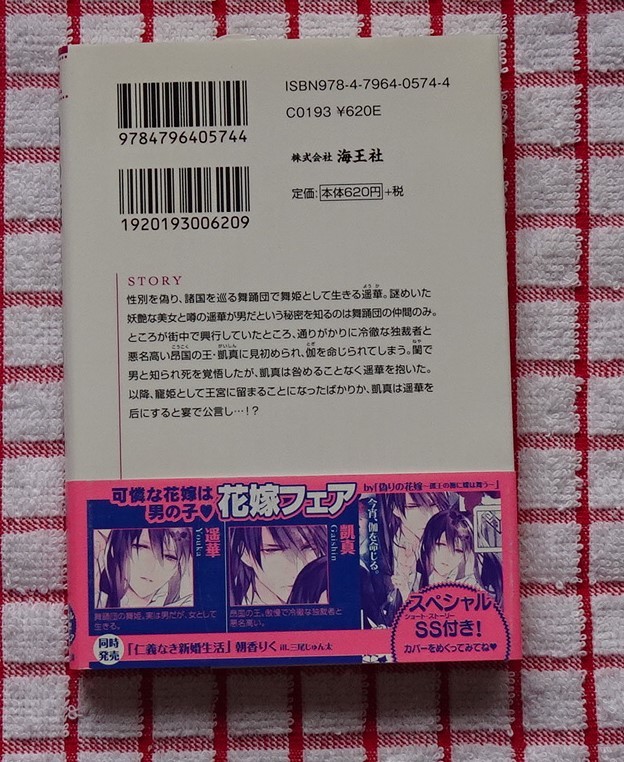 ISBN978-4-7964-0574-4
9784796405744
C0193 ¥620E
株式会社 海王社
1920193006209
定価:本体620円+税
STORY
性別を偽り、諸国を巡る舞踊団で舞姫として生きる遥華。謎めいた
妖艶な美女と噂の遥華が男だという秘密を知るのは舞踊団の仲間のみ。
ところが街中で興行していたところ、通りがかりに冷徹な独裁者と
悪名高い昂国の王・凱真に見初められ、伽を命じられてしまう。閨で
男と知られ死を覚悟したが、凱真は咎めることなく遥華を抱いた。
以降、寵姫として王宮に留まることになったばかりか、凱真は遥華を
后にすると宴で公言し…!?
可憐な花嫁は
男の子♥
花嫁フェア
by「偽りの花嫁
遥華
Youka
舞踊団の舞姫。実は男だが、女として
生きる。
凱真
Gaishin
昂国の王。傲慢で冷徹な独裁者と
悪名高い。
今宵、伽を命じる。
スペシャル
ショート・ストーリー
SS付き!
カバーをめくってみてね♥
同時
発売
「仁義なき新婚生活」 朝香りく ill.三尾じゅん太